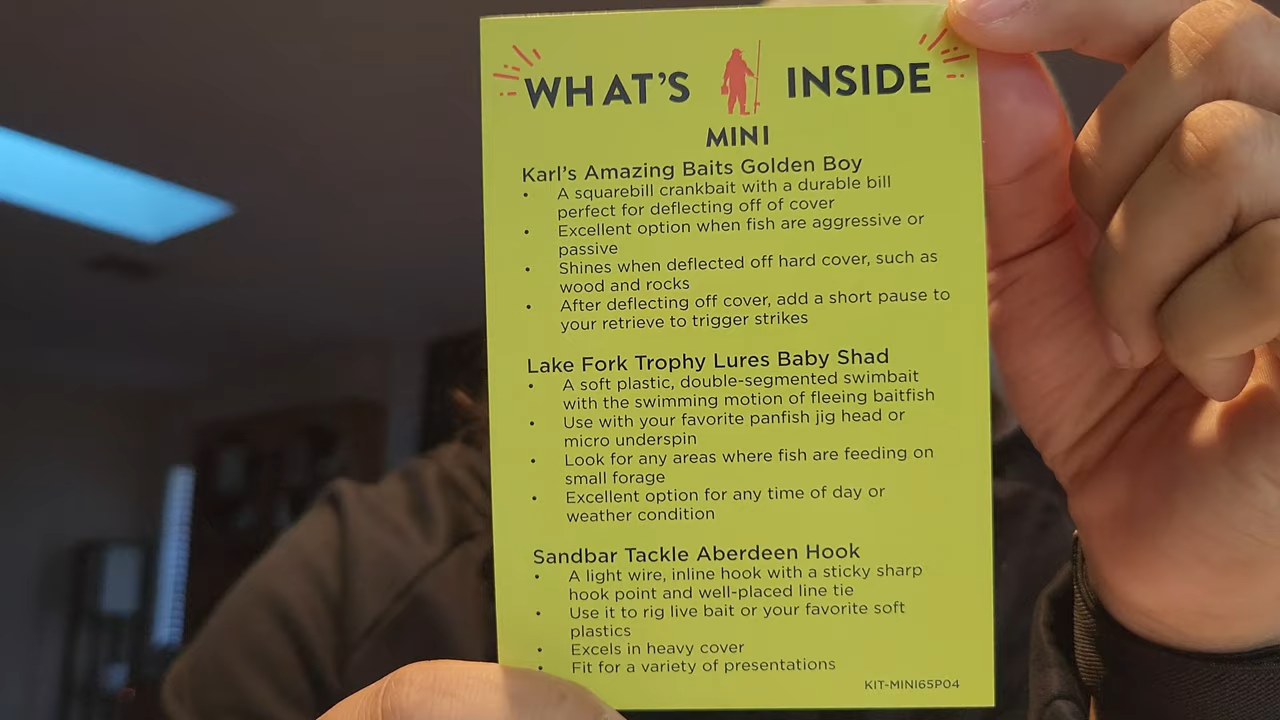 WHAT'S INSIDE
MINI
Karl's Amazing Baits Golden Boy
• A squarebill crankbait with a durable bill
perfect for deflecting off of cover
• Excellent option when fish are aggressive or
passive
• Shines when deflected off hard cover, such as
wood and rocks
• After deflecting off cover, add a short pause to
your retrieve to trigger strikes
Lake Fork Trophy Lures Baby Shad
• A soft plastic, double-segmented swimbait
with the swimming motion of fleeing baitfish
• Use with your favorite panfish jig head or
micro underspin
• Look for any areas where fish are feeding on
small forage
• Excellent option for any time of day or
weather condition
Sandbar Tackle Aberdeen Hook
• A light wire, inline hook with a sticky sharp
hook point and well-placed line tie
• Use it to rig live bait or your favorite soft
plastics
• Excels in heavy cover
• Fit for a variety of presentations
KIT-MINI65P04